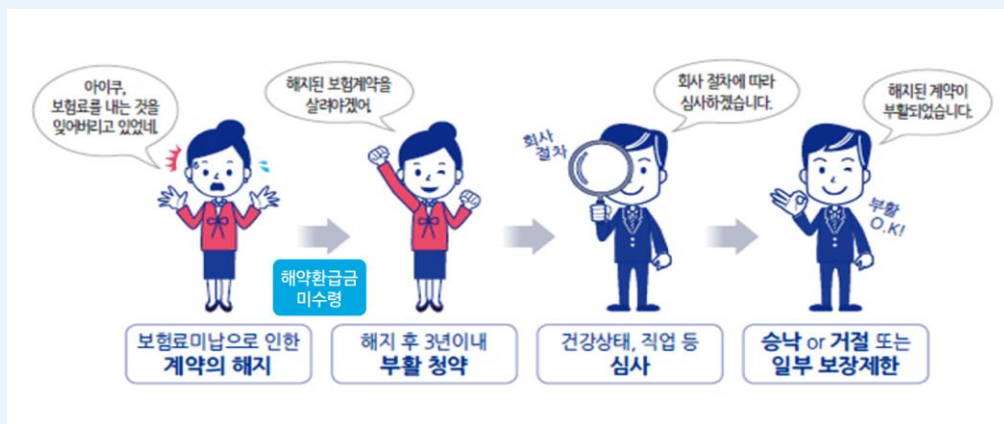 아이쿠,
보험료를 내는 것을
잊어버리고 있었네.
해지된 보험계약을
살려야겠어.
회사 절차에 따라
심사하겠습니다.
해지된 계약이
부활되었습니다.
회사
절차
부활
O.K!
해약환급금
미수령
보험료미납으로 인한
계약의 해지
해지 후 3년이내
부활 청약
건강상태, 직업 등
심사
승낙 or 거절 또는
일부 보장제한